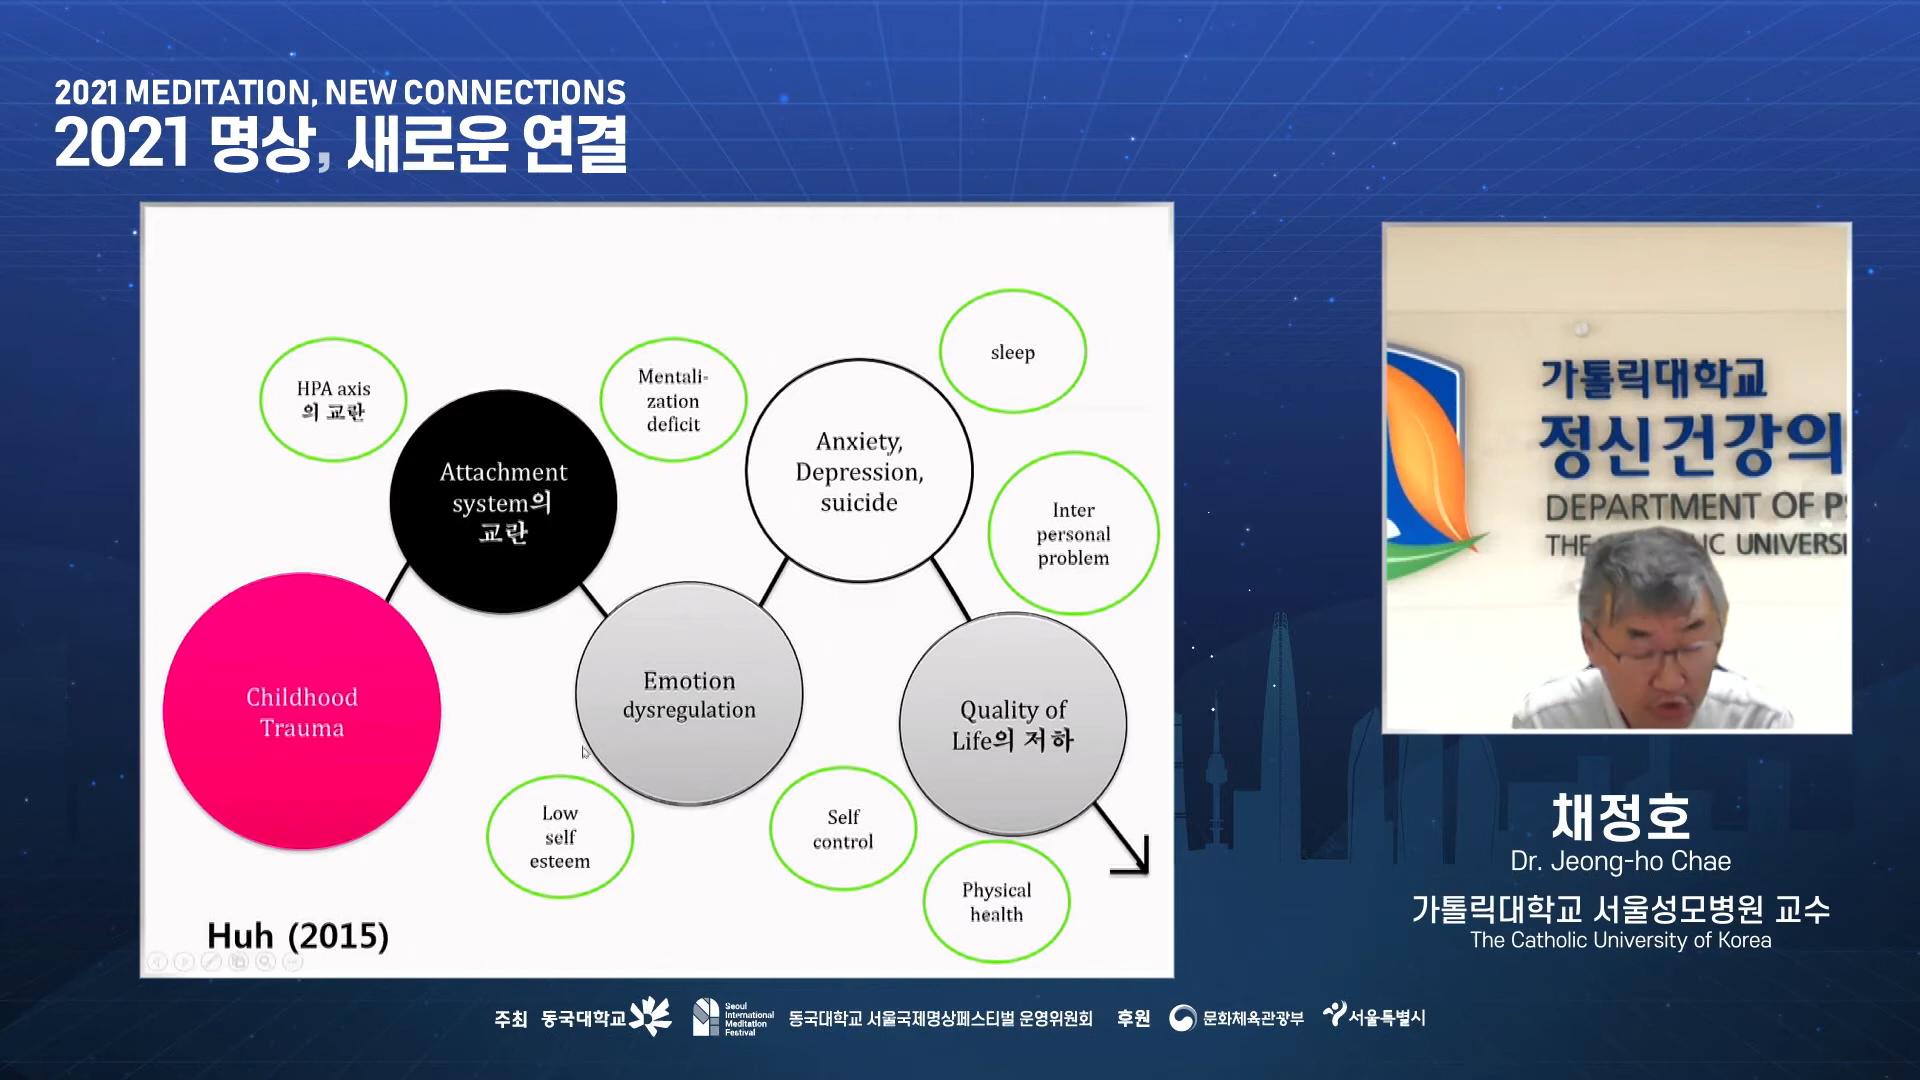 2021 MEDITATION, NEW CONNECTIONS
2021 명상, 새로운 연결
HPA axis
의 교란
Attachment
system의
교란
Mentali-
zation
deficit
Anxiety,
Depression,
suicide
sleep
Inter
personal
problem
Childhood
Trauma
Emotion
dysregulation
Quality of
Life의 저하
Low
self
esteem
Self
control
Physical
health
Huh (2015)
가톨릭대학교
정신건강의
DEPARTMENT OF PS
THE IC UNIVERSI
채정호
Dr. Jeong-ho Chae
가톨릭대학교 서울성모병원 교수
The Catholic University of Korea
주최 동국대학교
Seoul
International
Meditation
Festival
동국대학교 서울국제명상페스티벌 운영위원회 후원 문화체육관광부 서울특별시